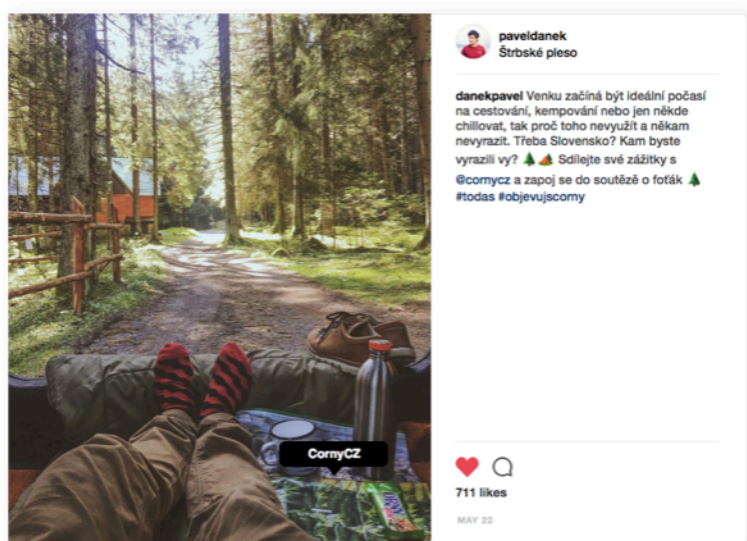 paveldanek
Štrbské pleso
danekpavel Venku začíná být ideální počasí
na cestování, kempování nebo jen někde
chillovat, tak proč toho nevyužít a někam
nevyrazit. Třeba Slovensko? Kam byste
vyrazili vy? 🌲🏕 Sdílejte své zážitky s
@cornycz a zapoj se do soutěžě o foťák 🌲
#todas #objevujscorny
CornyCZ
CORNY
711 likes
MAY 22